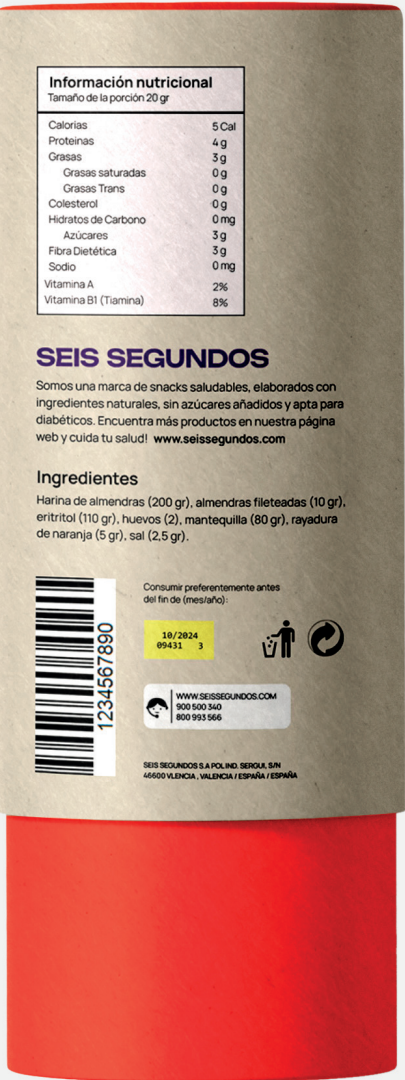 Información nutricional
Tamaño de la porción 20 gr
Calorias 5 Cal
Proteinas 4 g
Grasas 3 g
Grasas saturadas 0 g
Grasas Trans 0 g
Colesterol 0 g
Hidratos de Carbono 0 mg
Azúcares 3 g
Fibra Dietética 3 g
Sodio 0 mg
Vitamina A 2%
Vitamina B1 (Tiamina) 8%
SEIS SEGUNDOS
Somos una marca de snacks saludables, elaborados con
ingredientes naturales, sin azúcares añadidos y apta para
diabéticos. Encuentra más productos en nuestra página
web y cuida tu salud! www.seissegundos.com
Ingredientes
Harina de almendras (200 gr), almendras fileteadas (10 gr),
eritritol (110 gr), huevos (2), mantequilla (80 gr), rayadura
de naranja (5 gr), sal (2,5 gr).
1234567890
Consumir preferentemente antes
del fin de (mes/año):
10/2024
09431 3
WWW.SEISSEGUNDOS.COM
900 500 340
800 993 566
SEIS SEGUNDOS S.A POL IND. SERGUI, S/N
46600 VLENCIA , VALENCIA / ESPAÑA / ESPAÑA